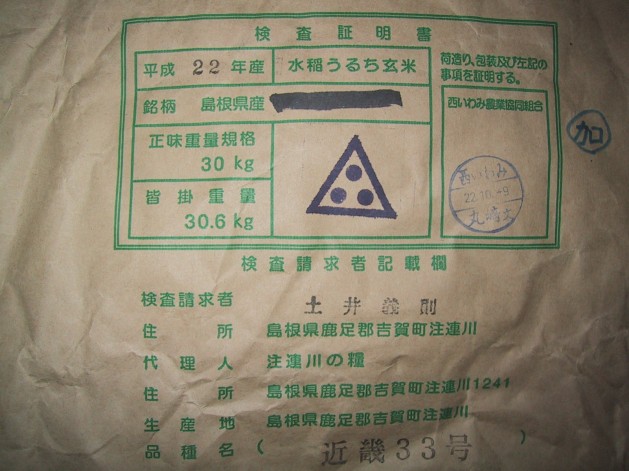 検査証明書
平成 22年産 水稲うるち玄米
銘柄 島根県産
正味重量規格
30 kg
皆掛重量
30.6 kg
荷造り、包装及び左記の
事項を証明する。
西いわみ農業協同組合
西いわみ
22.10.-9
加
検査請求者記載欄
検査請求者 土井義則
住所 島根県鹿足郡吉賀町注連川
代理人 注連川の糧
住所 島根県鹿足郡吉賀町注連川1241
生産地 島根県鹿足郡吉賀町注連川
品種名 ( 近畿33号 )